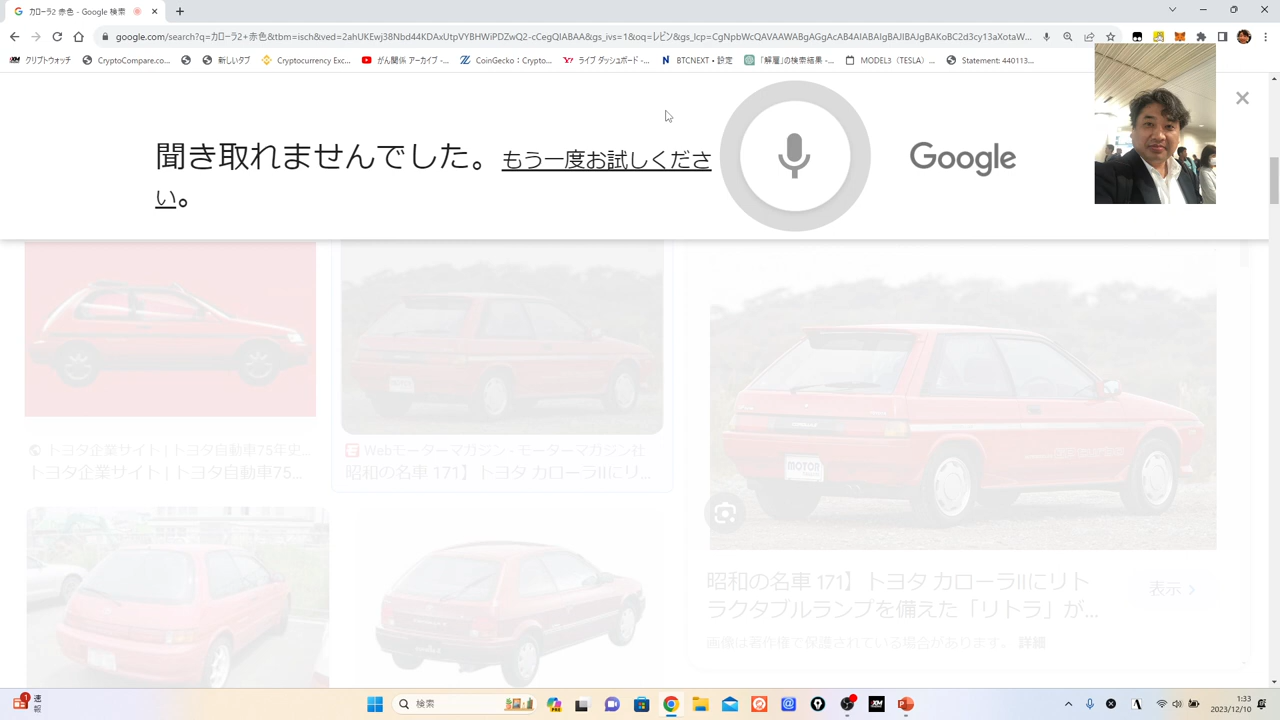 カローラ2 赤色 - Google 検索
google.com/search?q=カローラ2+赤色&tbm=isch&ved=2ahUKEwj38Nbd44KDAxUtpVYBHWiPDZwQ2-cCegQIABAA&gs_ivs=1&oq=レビン&gs_lcp=CgNpbWcQAVAAWABgAGgAcAB4AIABAIgBAJIBAJgBAKoBC2d3cy13aXotaW...
クリプトウォッチ
CryptoCompare.co...
新しいタブ
Cryptocurrency Exc...
がん関係 アーカイブ -...
CoinGecko：Crypto...
ライブ ダッシュボード -...
BTCNEXT • 設定
「解雇」の検索結果 -...
MODEL3（TESLA）...
Statement: 440113...
聞き取れませんでした。もう一度お試しくださ
い。
Google
トヨタ企業サイト | トヨタ自動車75年史...
トヨタ企業サイト | トヨタ自動車75...
Webモーターマガジン - モーターマガジン社
昭和の名車 171】トヨタ カローラIIにリ...
MOTOR
昭和の名車 171】トヨタ カローラIIにリト
ラクタブルランプを備えた「リトラ」が...
表示
画像は著作権で保護されている場合があります。 詳細
1
速
報
検索
1:33
2023/12/10